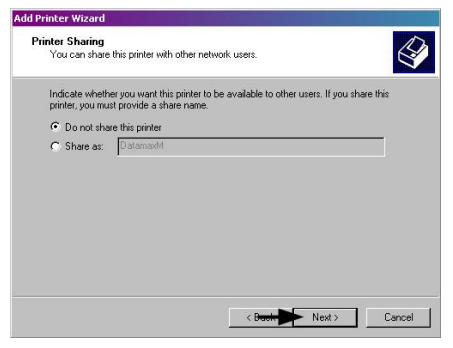 Add Printer Wizard
Printer Sharing
You can share this printer with other network users.
Indicate whether you want this printer to be available to other users. If you share this
printer, you must provide a share name.
Do not share this printer
Share as: DatamaxM
< Back Next > Cancel